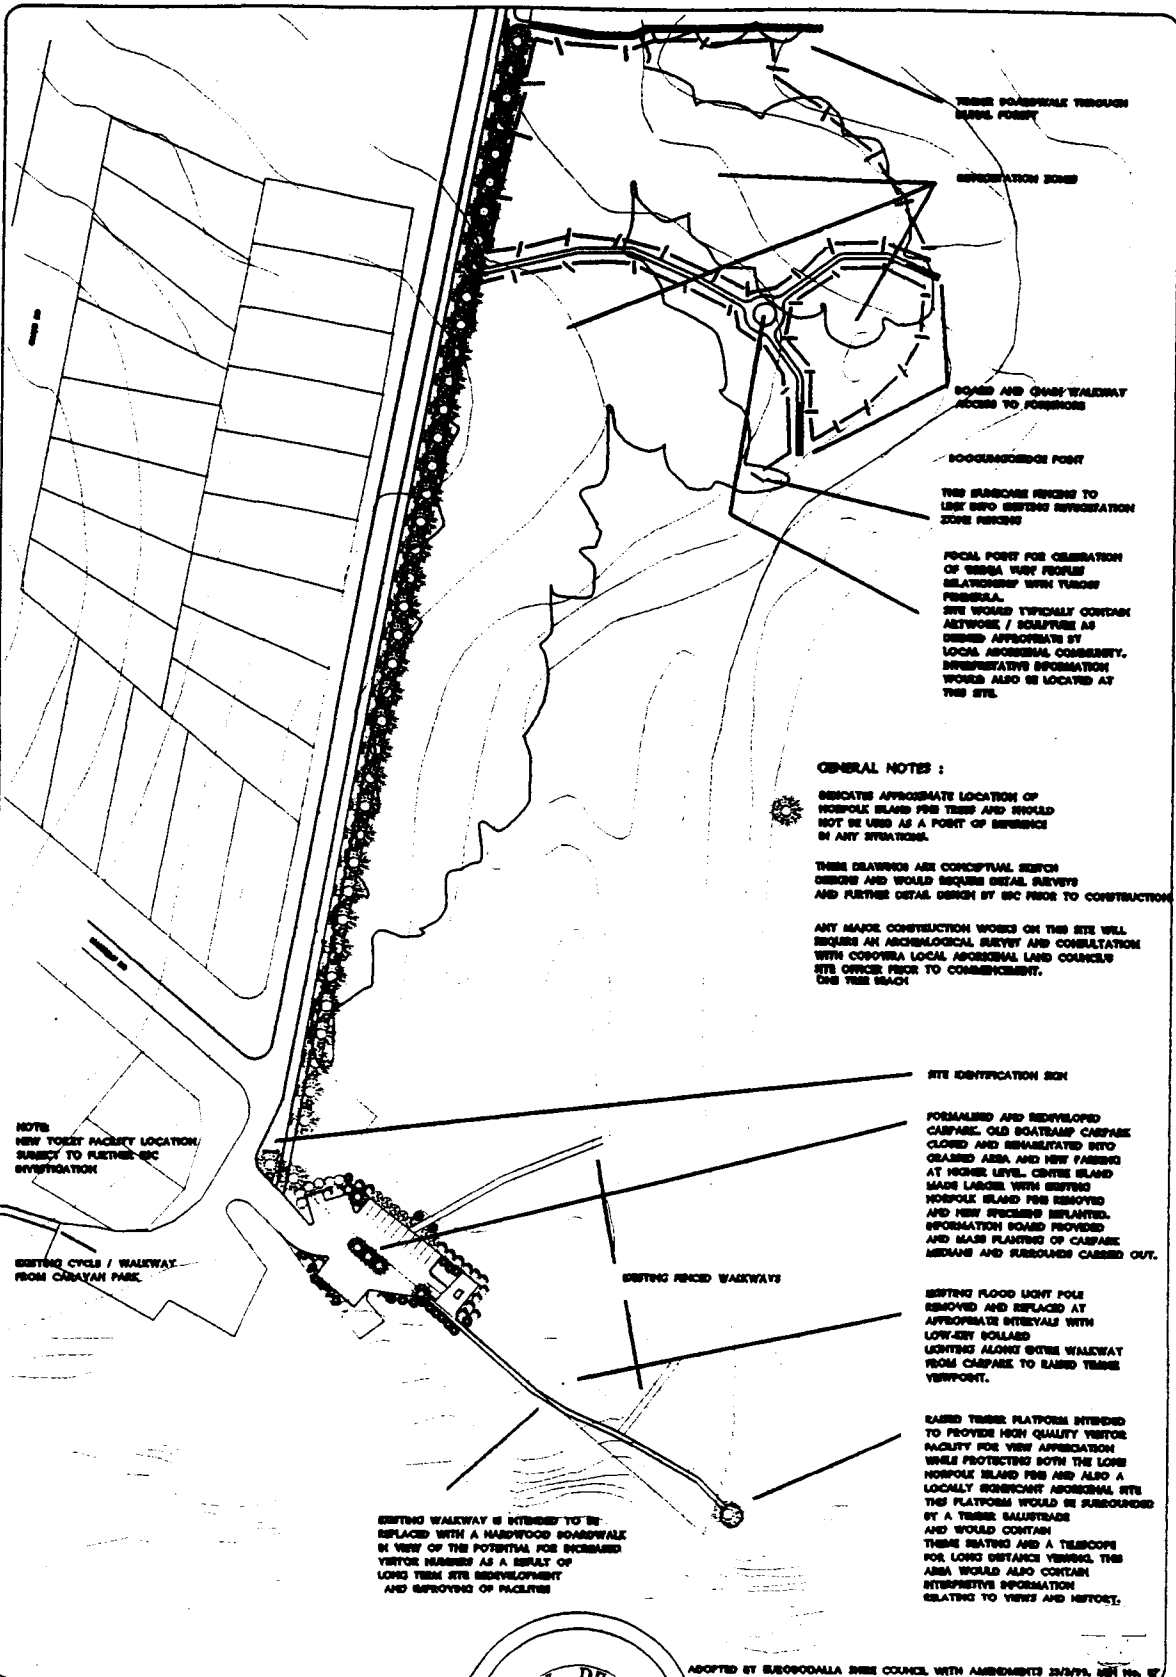 TIMBER BOARDWALK THROUGH
FOREST
REVEGETATION ZONES
BOARD AND CHAIN WALKWAY
ACCESS TO FORESHORE
POINT
FENCING TO
LINK INTO EXISTING REVEGETATION
ZONE FENCING
FOCAL POINT FOR CELEBRATION
OF YUIN PEOPLES
RELATIONSHIP WITH TUROSS
PENINSULA.
SITE WOULD TYPICALLY CONTAIN
ARTWORK / SCULPTURE AS
DEEMED APPROPRIATE BY
LOCAL ABORIGINAL COMMUNITY.
INTERPRETATIVE INFORMATION
WOULD ALSO BE LOCATED AT
THIS SITE.
GENERAL NOTES :
INDICATES APPROXIMATE LOCATION OF
NORFOLK ISLAND PINE TREES AND SHOULD
NOT BE USED AS A POINT OF REFERENCE
IN ANY SITUATIONS.
THESE DRAWINGS ARE CONCEPTUAL SKETCH
DESIGNS AND WOULD REQUIRE DETAIL SURVEYS
AND FURTHER DETAIL DESIGN BY ESC PRIOR TO CONSTRUCTION
ANY MAJOR CONSTRUCTION WORKS ON THIS SITE WILL
REQUIRE AN ARCHEALOGICAL SURVEY AND CONSULTATION
WITH LOCAL ABORIGINAL LAND COUNCILS
SITE OFFICER PRIOR TO COMMENCEMENT.
ONE TREE BEACH
SITE IDENTIFICATION SIGN
NOTE:
NEW TOILET FACILITY LOCATION
SUBJECT TO FURTHER ESC
INVESTIGATION
FORMALISED AND REDEVELOPED
CARPARK. OLD BOATRAMP CARPARK
CLOSED AND REHABILITATED INTO
GRASSED AREA AND NEW PARKING
AT HIGHER LEVEL. CENTRE ISLAND
MADE LARGER WITH EXISTING
NORFOLK ISLAND PINE REMOVED
AND NEW SPECIMENS REPLANTED.
INFORMATION BOARD PROVIDED
AND MASS PLANTING OF CARPARK
MEDIANS AND SURROUNDS CARRIED OUT.
EXISTING CYCLE / WALKWAY
FROM CARAVAN PARK
EXISTING FENCED WALKWAYS
EXISTING FLOOD LIGHT POLE
REMOVED AND REPLACED AT
APPROPRIATE INTERVALS WITH
LOW-KEY BOLLARD
LIGHTING ALONG ENTIRE WALKWAY
FROM CARPARK TO RAISED TIMBER
VIEWPOINT.
RAISED TIMBER PLATFORM INTENDED
TO PROVIDE HIGH QUALITY VISITOR
FACILITY FOR VIEW APPRECIATION
WHILE PROTECTING BOTH THE LONE
NORFOLK ISLAND PINE AND ALSO A
LOCALLY SIGNIFICANT ABORIGINAL SITE
THIS PLATFORM WOULD BE SURROUNDED
BY A TIMBER BALUSTRADE
AND WOULD CONTAIN
THEME SEATING AND A TELESCOPE
FOR LONG DISTANCE VIEWING. THIS
AREA WOULD ALSO CONTAIN
INTERPRETIVE INFORMATION
RELATING TO VIEWS AND HISTORY.
EXISTING WALKWAY IS INTENDED TO BE
REPLACED WITH A HARDWOOD BOARDWALK
IN VIEW OF THE POTENTIAL FOR INCREASED
VISITOR NUMBERS AS A RESULT OF
LONG TERM SITE REDEVELOPMENT
AND IMPROVING OF FACILITIES
ADOPTED BY EUROBODALLA SHIRE COUNCIL WITH AMENDMENTS